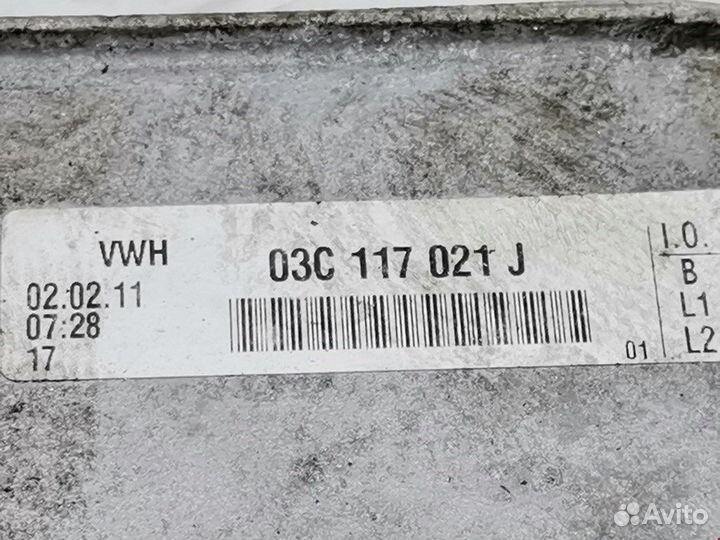 VWH
02.02.11
07:28
17
03C 117 021 J
01
I.O.
B
L1
L2
Avito